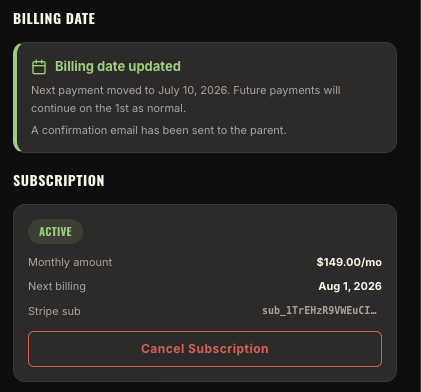 BILLING DATE
Billing date updated
Next payment moved to July 10, 2026. Future payments will
continue on the 1st as normal.
A confirmation email has been sent to the parent.
SUBSCRIPTION
ACTIVE
Monthly amount $149.00/mo
Next billing Aug 1, 2026
Stripe sub sub_1TrEHzR9VWEuCI…
Cancel Subscription